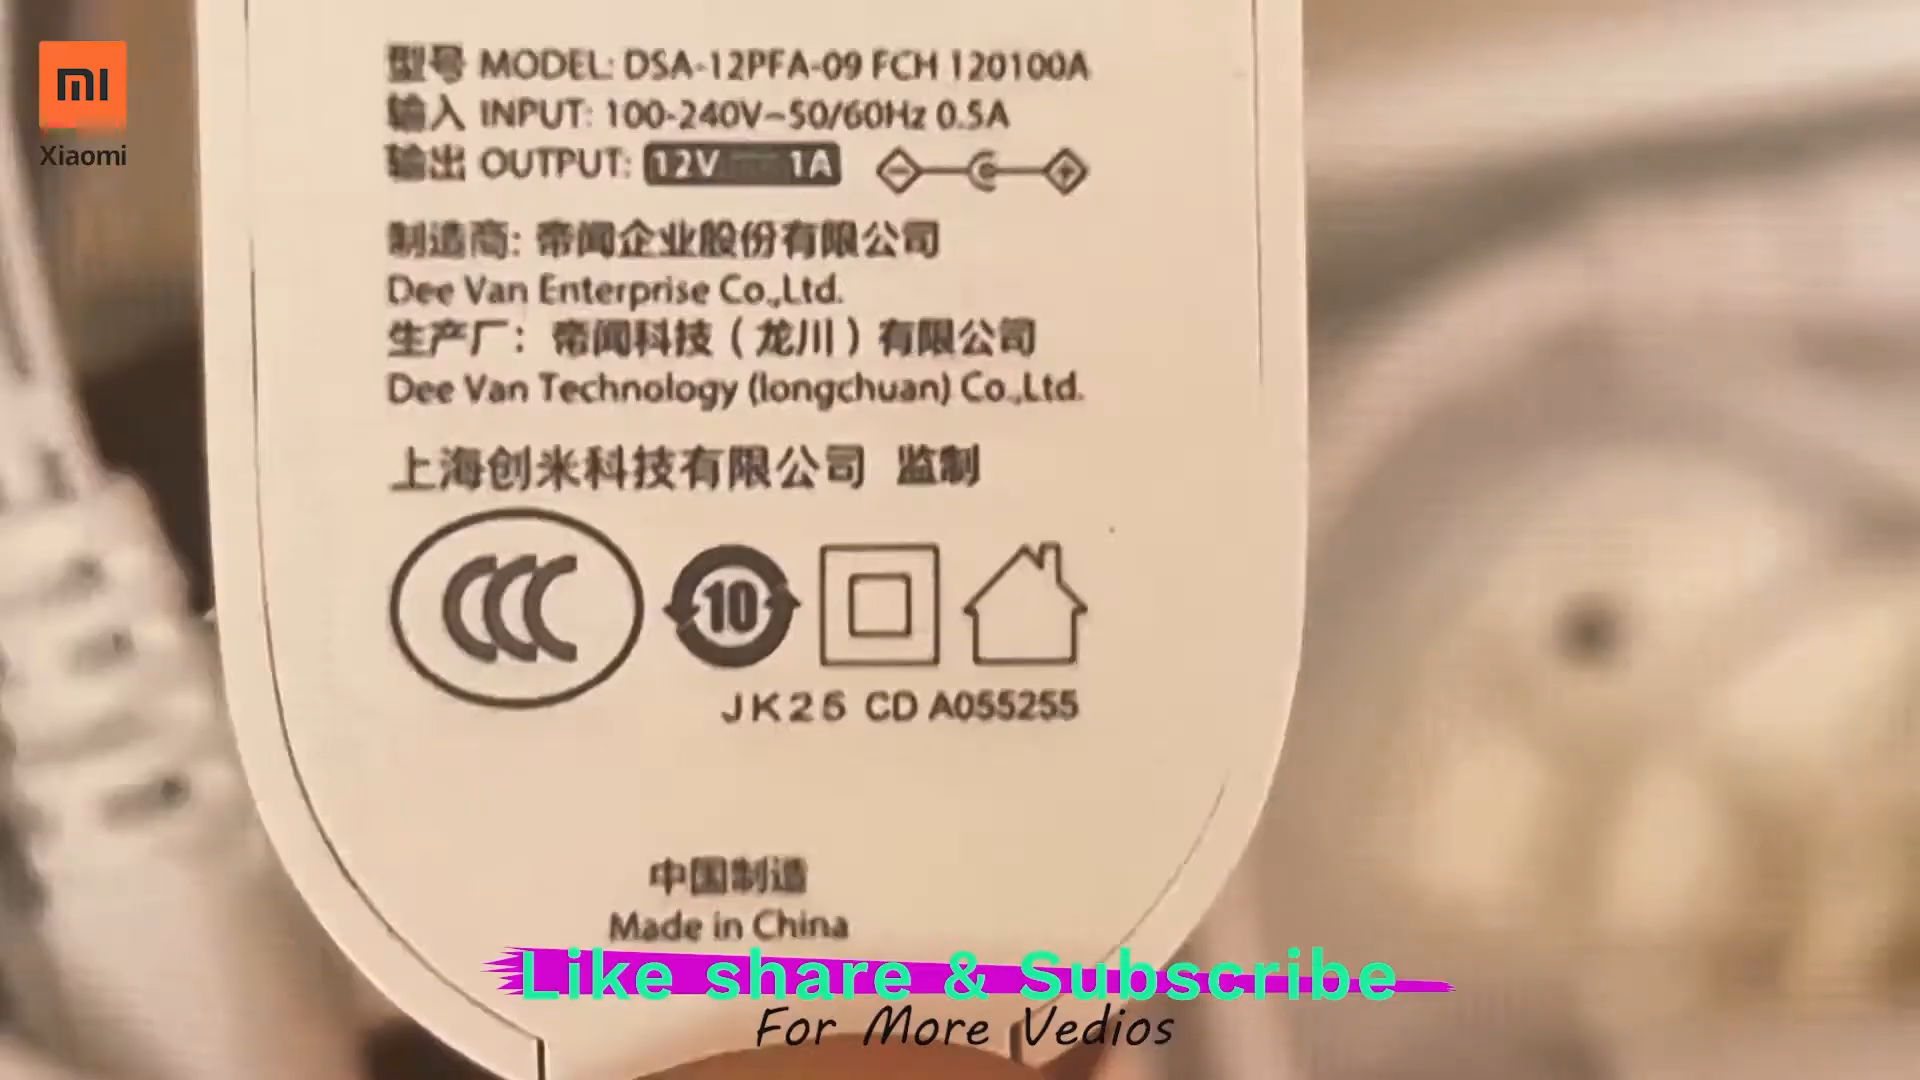 mi
Xiaomi
型号 MODEL: DSA-12PFA-09 FCH 120100A
输入 INPUT: 100-240V~50/60Hz 0.5A
输出 OUTPUT: 12V 1A
制造商: 帝闻企业股份有限公司
Dee Van Enterprise Co.,Ltd.
生产厂: 帝闻科技(龙川)有限公司
Dee Van Technology (longchuan) Co.,Ltd.
上海创米科技有限公司 监制
CCC
10
JK26 CD A055255
中国制造
Made in China
Like share & Subscribe
For More Vedios